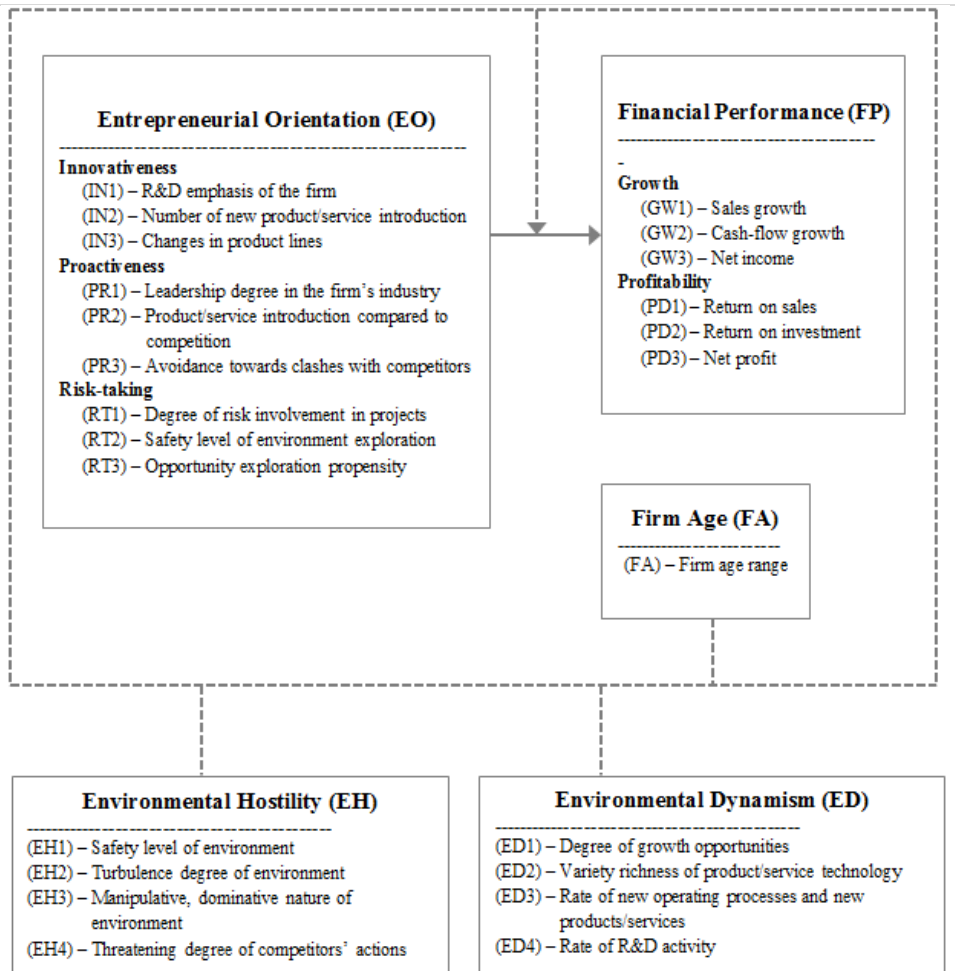 Entrepreneurial Orientation (EO)
Innovativeness
(IN1) – R&D emphasis of the firm
(IN2) – Number of new product/service introduction
(IN3) – Changes in product lines
Proactiveness
(PR1) – Leadership degree in the firm's industry
(PR2) – Product/service introduction compared to
competition
(PR3) – Avoidance towards clashes with competitors
Risk-taking
(RT1) – Degree of risk involvement in projects
(RT2) – Safety level of environment exploration
(RT3) – Opportunity exploration propensity
Financial Performance (FP)
Growth
(GW1) – Sales growth
(GW2) – Cash-flow growth
(GW3) – Net income
Profitability
(PD1) – Return on sales
(PD2) – Return on investment
(PD3) – Net profit
Firm Age (FA)
(FA) – Firm age range
Environmental Hostility (EH)
(EH1) – Safety level of environment
(EH2) – Turbulence degree of environment
(EH3) – Manipulative, dominative nature of
environment
(EH4) – Threatening degree of competitors' actions
Environmental Dynamism (ED)
(ED1) – Degree of growth opportunities
(ED2) – Variety richness of product/service technology
(ED3) – Rate of new operating processes and new
products/services
(ED4) – Rate of R&D activity